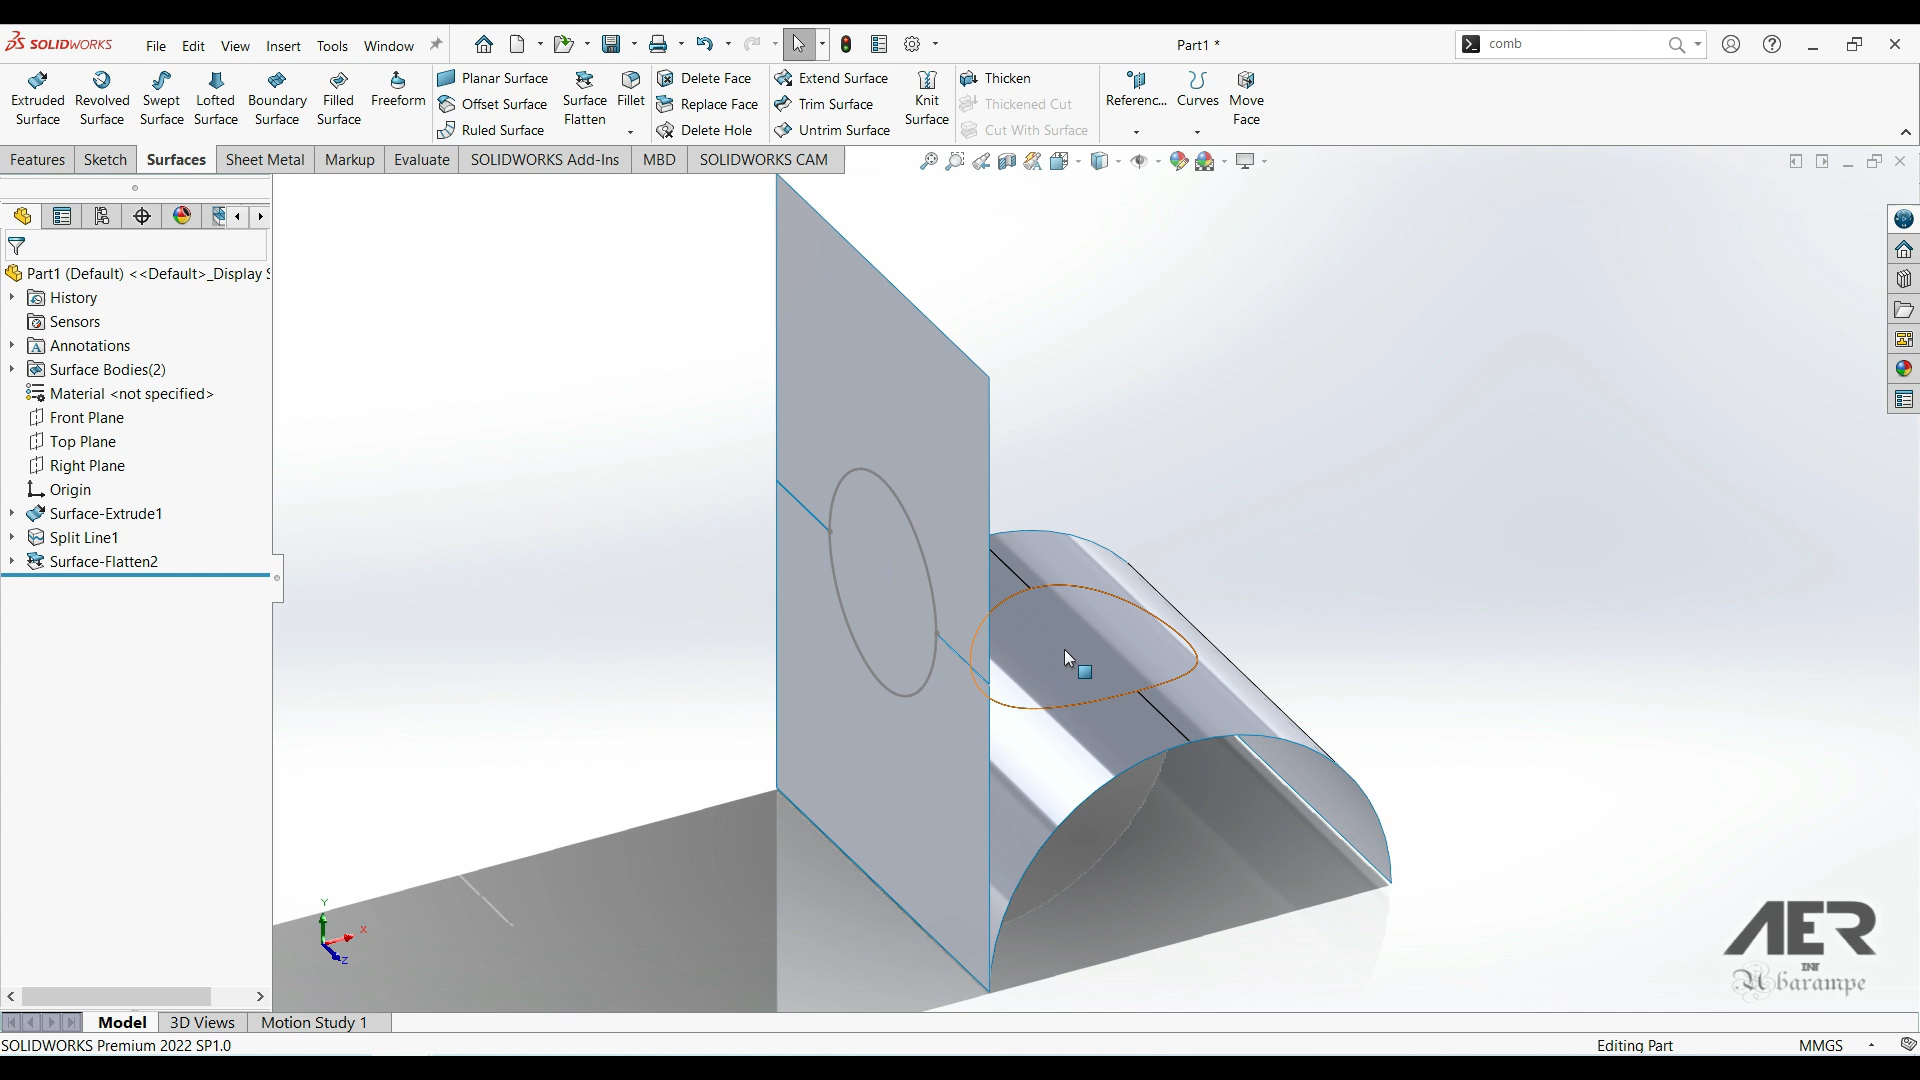 SOLIDWORKS File Edit View Insert Tools Window Part1 * comb
Extruded Surface
Revolved Surface
Swept Surface
Lofted Surface
Boundary Surface
Filled Surface
Freeform
Planar Surface
Offset Surface
Ruled Surface
Surface Flatten
Fillet
Delete Face
Replace Face
Delete Hole
Extend Surface
Trim Surface
Untrim Surface
Knit Surface
Thicken
Thickened Cut
Cut With Surface
Referenc...
Curves
Move Face
Features Sketch Surfaces Sheet Metal Markup Evaluate SOLIDWORKS Add-Ins MBD SOLIDWORKS CAM
Part1 (Default) <<Default>_Display S
History
Sensors
A Annotations
Surface Bodies(2)
Material <not specified>
Front Plane
Top Plane
Right Plane
Origin
Surface-Extrude1
Split Line1
Surface-Flatten2
Y
X
Z
AER
INT
Abarampe
Model 3D Views Motion Study 1
SOLIDWORKS Premium 2022 SP1.0 Editing Part MMGS